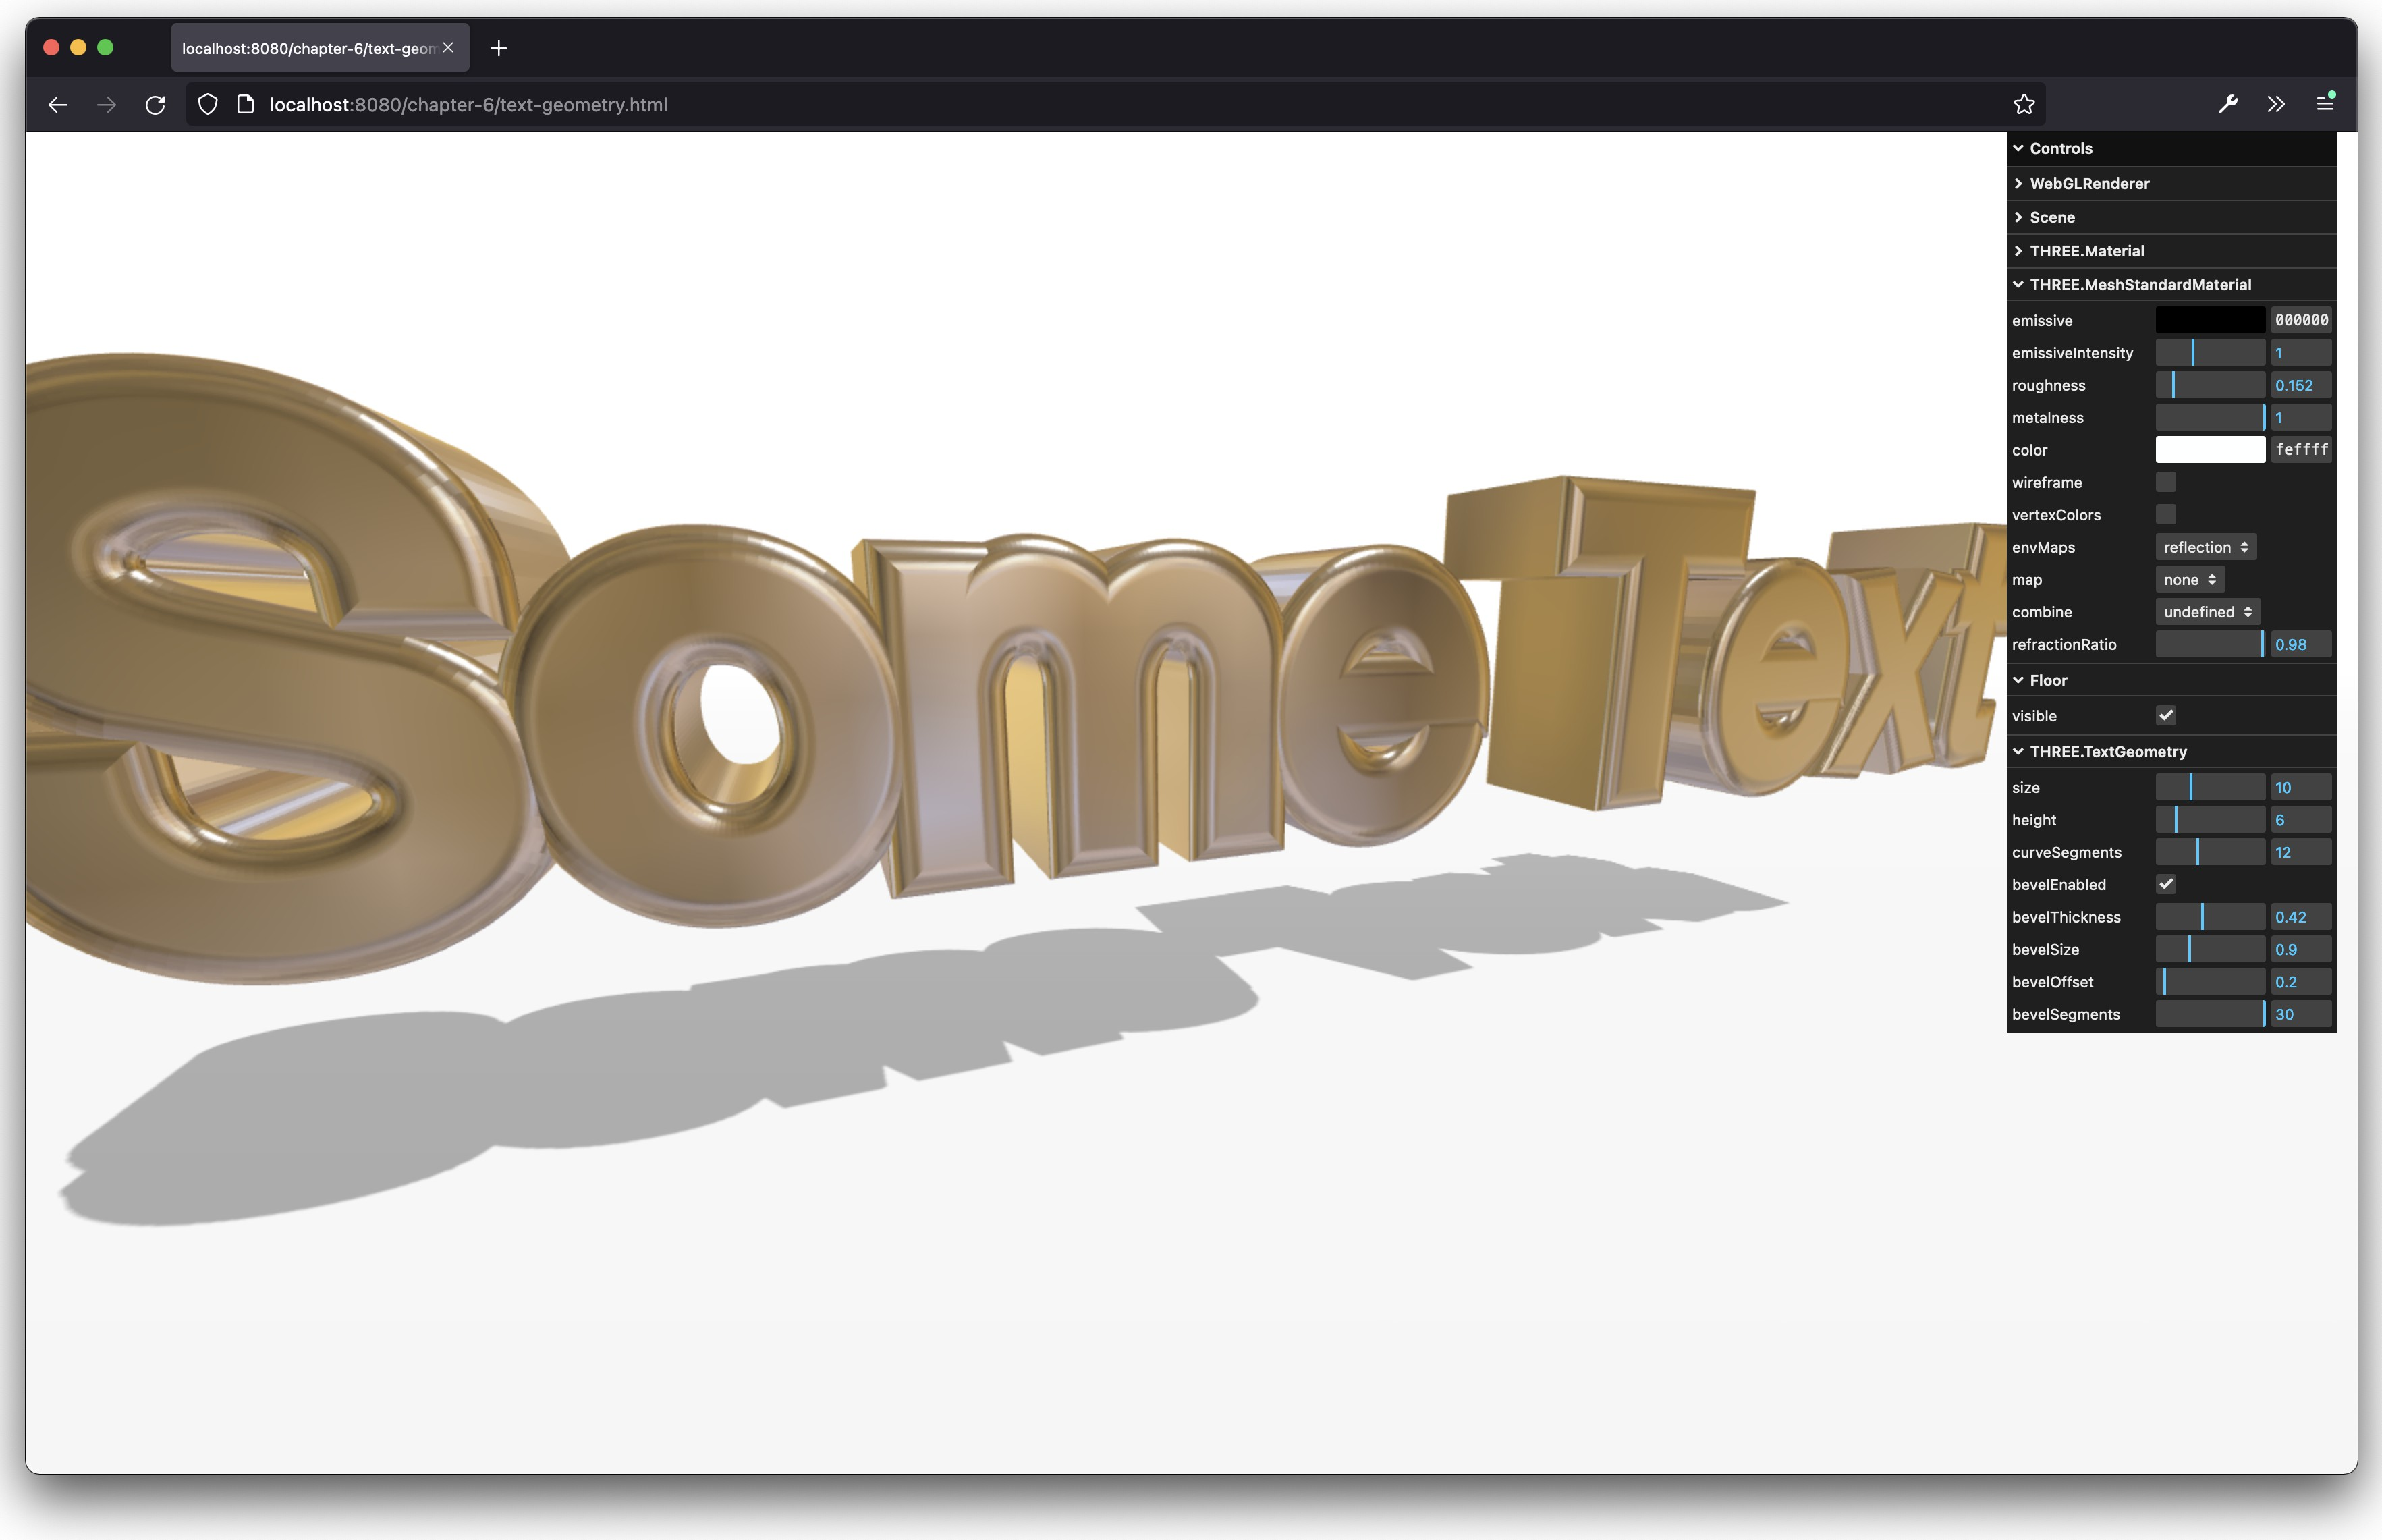 localhost:8080/chapter-6/text-geom
localhost:8080/chapter-6/text-geometry.html
Controls
WebGLRenderer
Scene
THREE.Material
THREE.MeshStandardMaterial
emissive 000000
emissiveIntensity 1
roughness 0.152
metalness 1
color feffff
wireframe
vertexColors
envMaps reflection
map none
combine undefined
refractionRatio 0.98
Floor
visible
THREE.TextGeometry
size 10
height 6
curveSegments 12
bevelEnabled
bevelThickness 0.42
bevelSize 0.9
bevelOffset 0.2
bevelSegments 30
SomeText